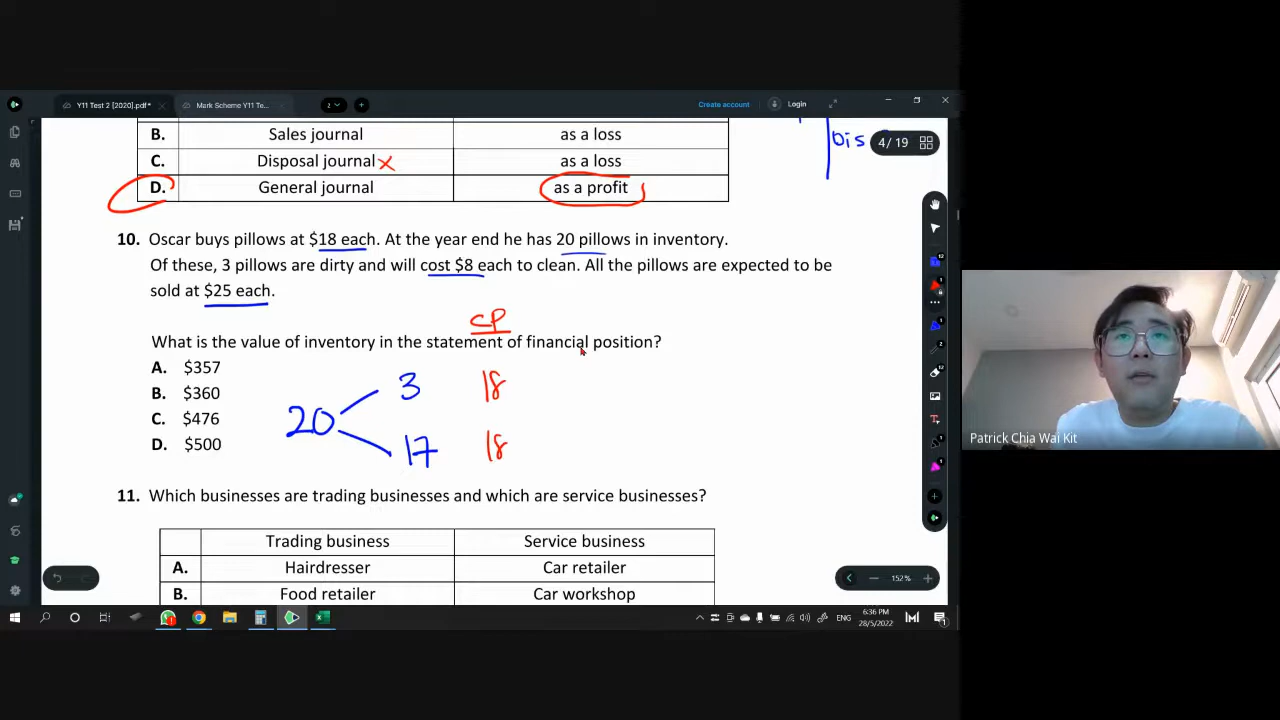 Y11 Test 2 [2020].pdf*
Mark Scheme Y11 Te...
2
Create account
Login
B. Sales journal as a loss
C. Disposal journal x as a loss
D. General journal as a profit
Dis
4/ 19
10. Oscar buys pillows at $18 each. At the year end he has 20 pillows in inventory.
Of these, 3 pillows are dirty and will cost $8 each to clean. All the pillows are expected to be
sold at $25 each.
CP
What is the value of inventory in the statement of financial position?
A. $357
B. $360
C. $476
D. $500
20
3 18
17 18
11. Which businesses are trading businesses and which are service businesses?
Trading business Service business
A. Hairdresser Car retailer
B. Food retailer Car workshop
152%
Patrick Chia Wai Kit
ENG
6:36 PM
28/5/2022